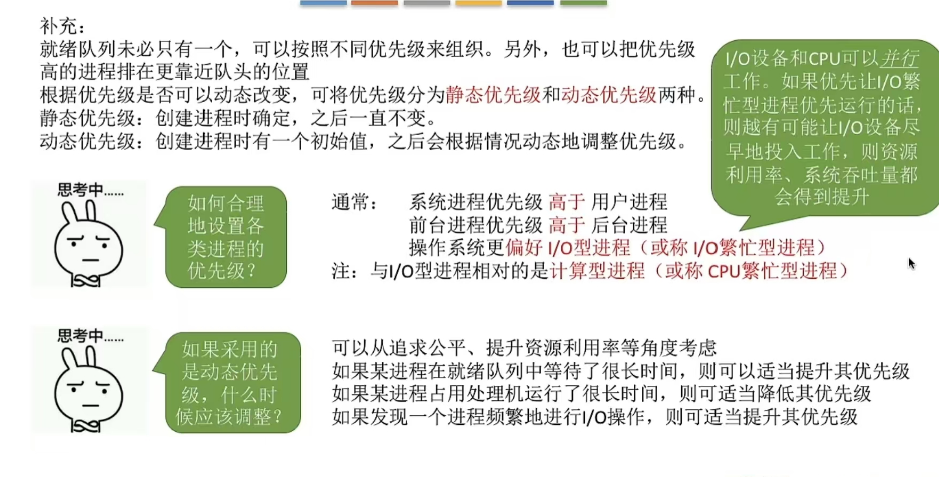 补充：
就绪队列未必只有一个，可以按照不同优先级来组织。另外，也可以把优先级
高的进程排在更靠近队头的位置
根据优先级是否可以动态改变，可将优先级分为静态优先级和动态优先级两种。
静态优先级：创建进程时确定，之后一直不变。
动态优先级：创建进程时有一个初始值，之后会根据情况动态地调整优先级。
I/O设备和CPU可以并行
工作。如果优先让I/O繁
忙型进程优先运行的话，
则越有可能让I/O设备尽
早地投入工作，则资源
利用率、系统吞吐量都
会得到提升
思考中......
如何合理
地设置各
类进程的
优先级？
通常： 系统进程优先级 高于 用户进程
前台进程优先级 高于 后台进程
操作系统更偏好 I/O型进程（或称 I/O繁忙型进程）
注：与I/O型进程相对的是计算型进程（或称 CPU繁忙型进程）
思考中......
如果采用的
是动态优先
级，什么时
候应该调整？
可以从追求公平、提升资源利用率等角度考虑
如果某进程在就绪队列中等待了很长时间，则可以适当提升其优先级
如果某进程占用处理机运行了很长时间，则可适当降低其优先级
如果发现一个进程频繁地进行I/O操作，则可适当提升其优先级